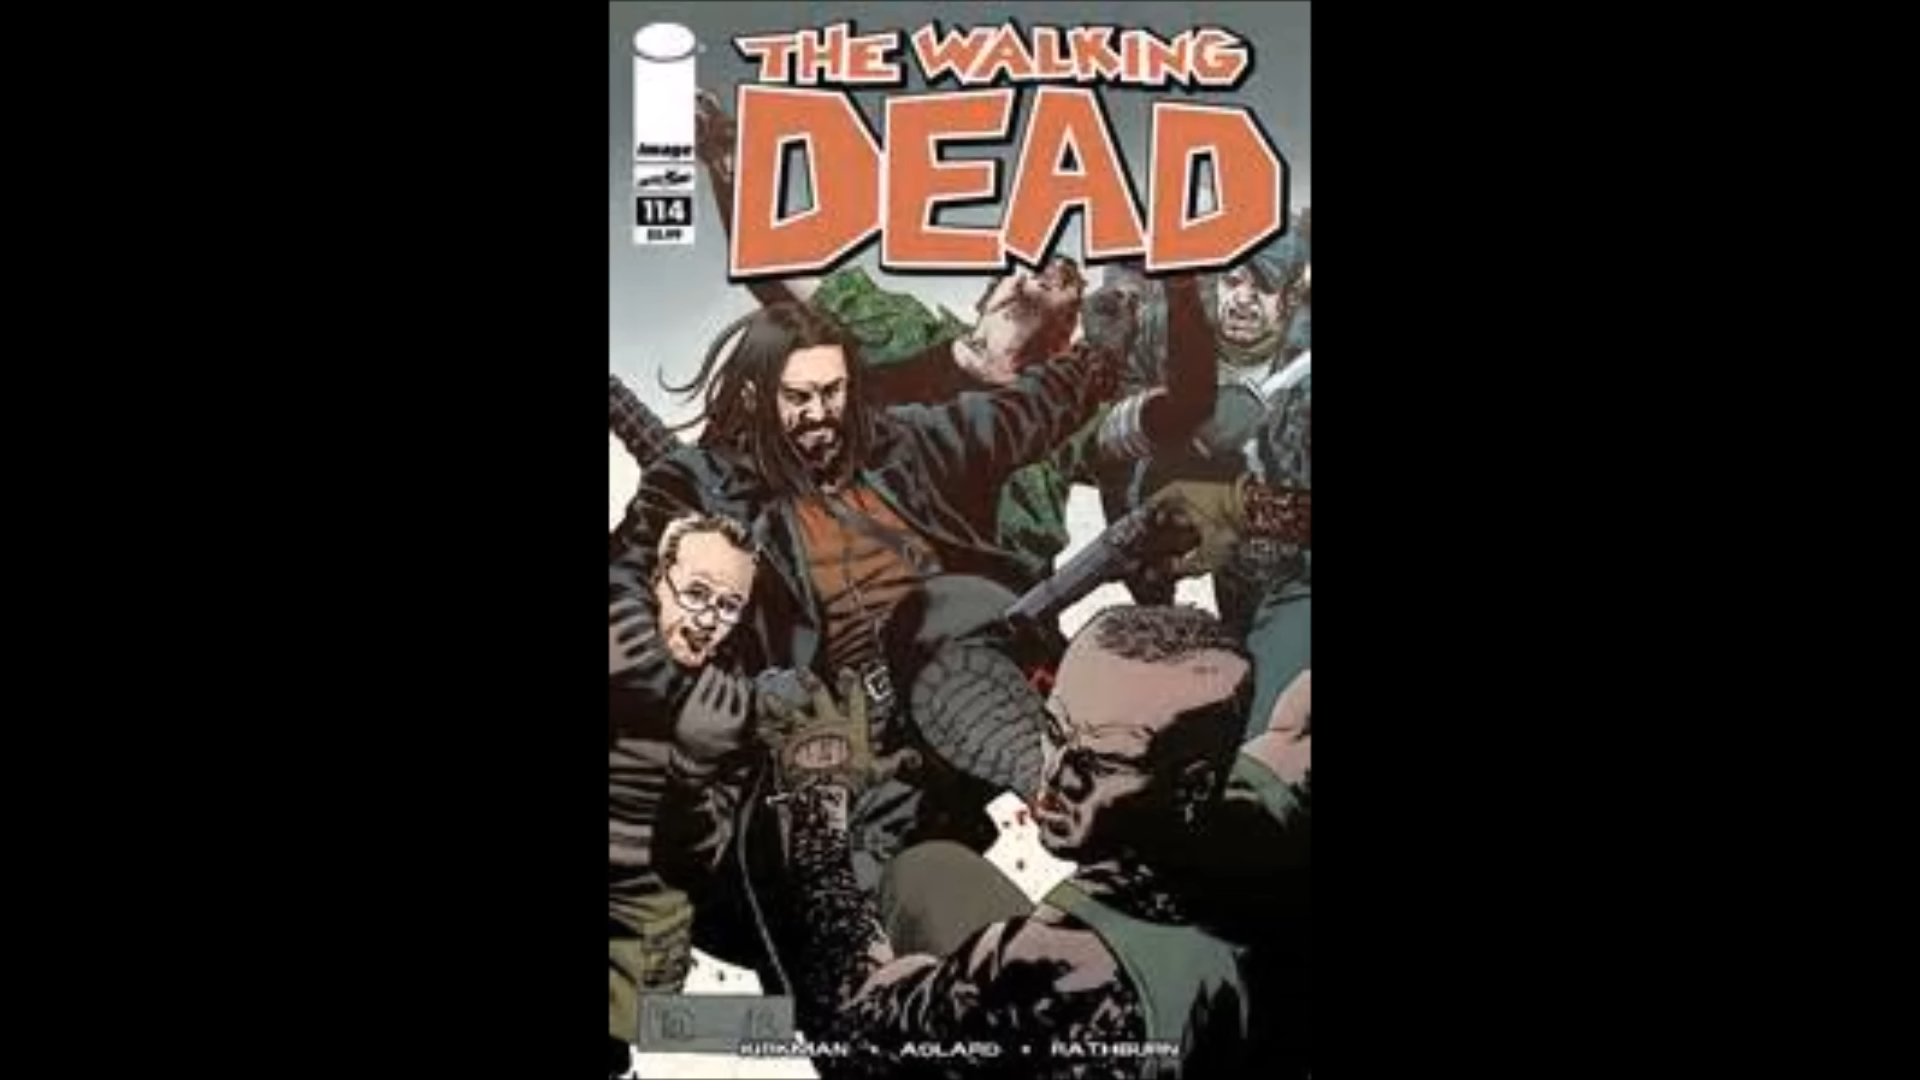 THE WALKING
DEAD
image
114
KIRKMAN • ADLARD • RATHBURN